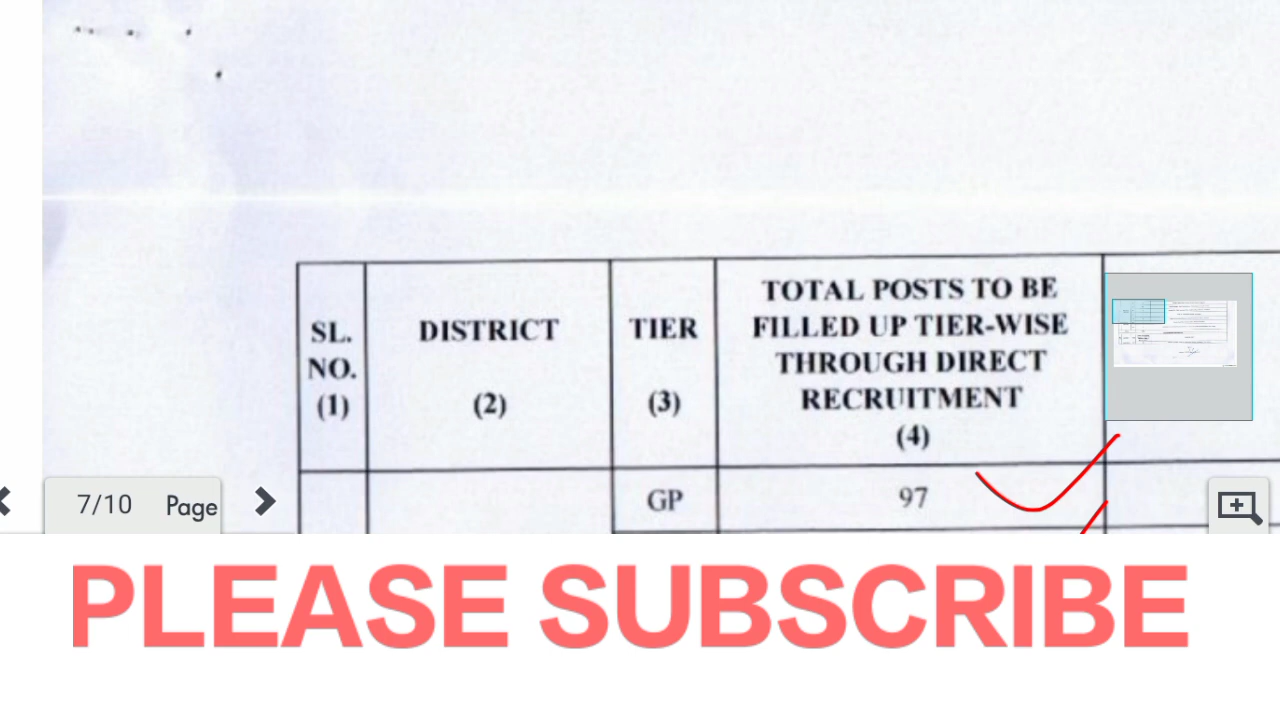 SL.
NO.
(1)
DISTRICT
(2)
TIER
(3)
TOTAL POSTS TO BE
FILLED UP TIER-WISE
THROUGH DIRECT
RECRUITMENT
(4)
GP
97
7/10 Page
PLEASE SUBSCRIBE